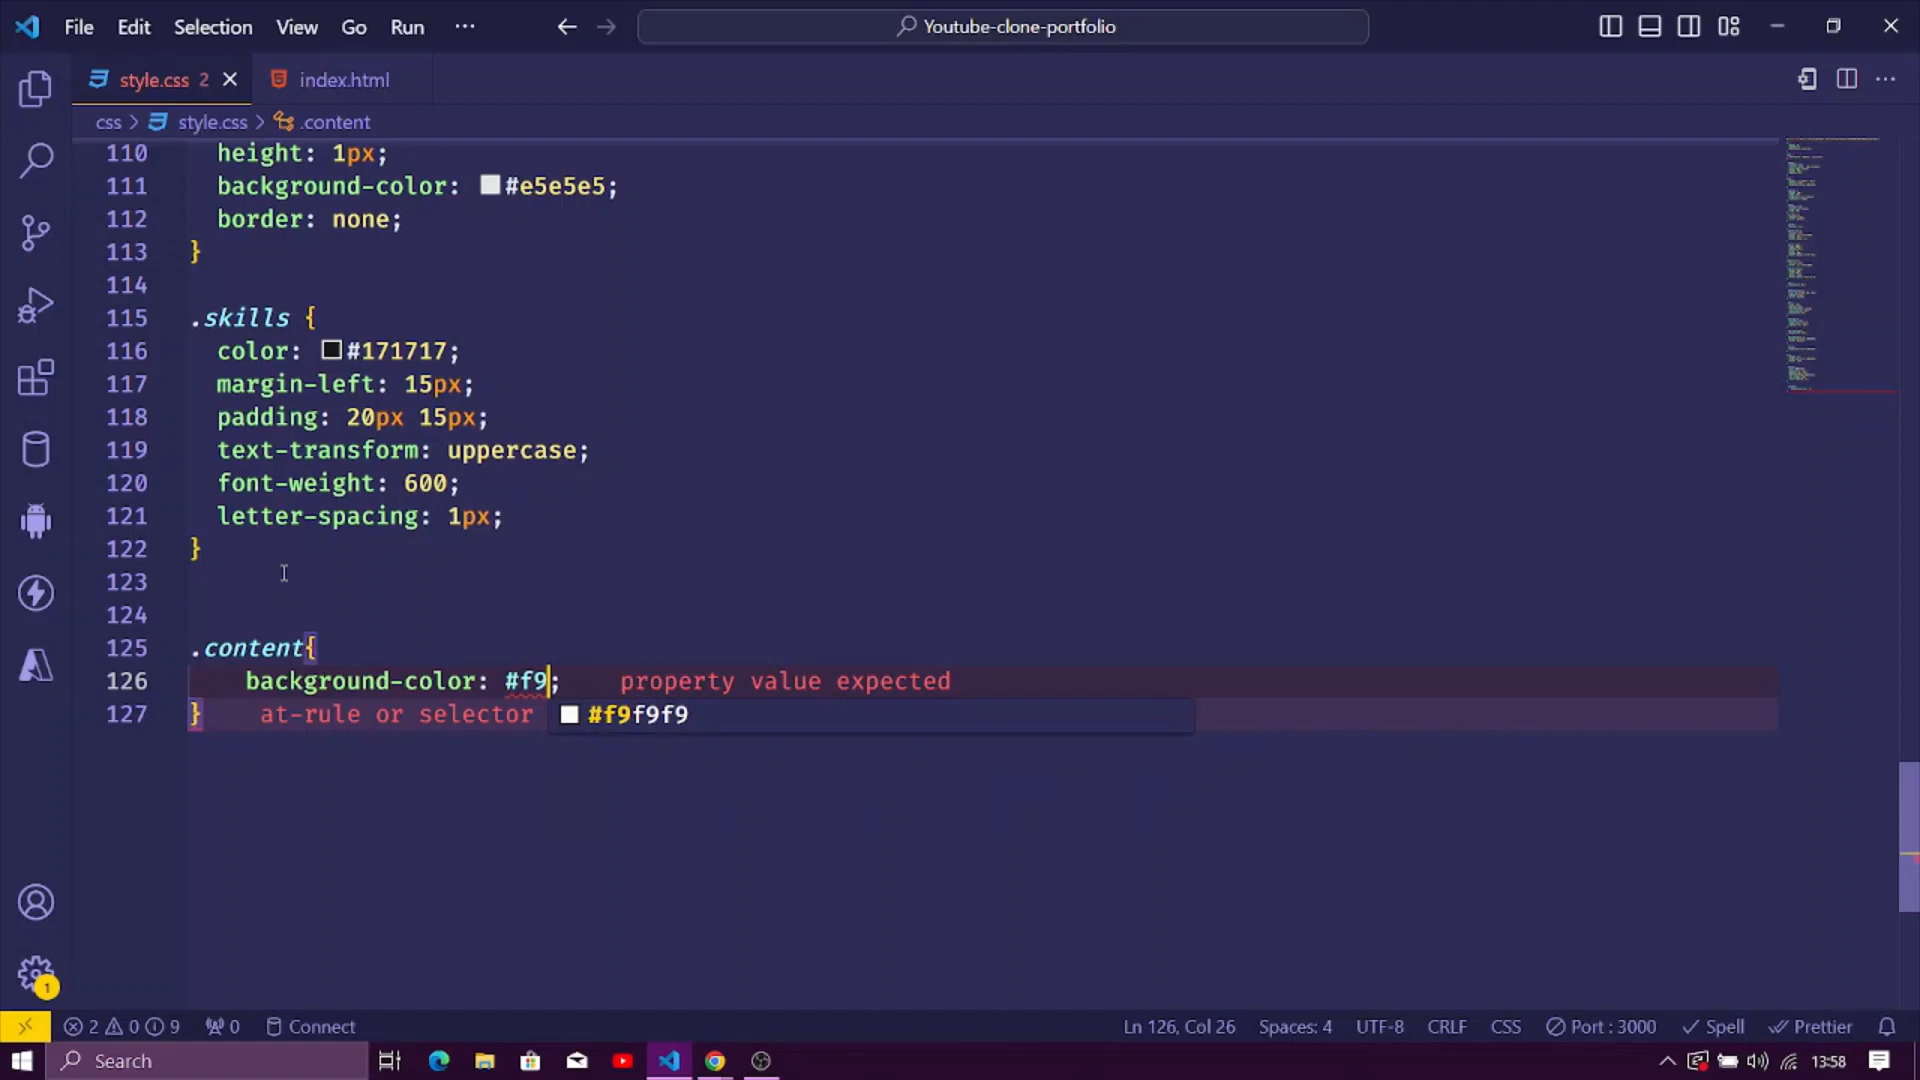 File Edit Selection View Go Run ··· Youtube-clone-portfolio
style.css 2 index.html
css > style.css > .content
110 height: 1px;
111 background-color: #e5e5e5;
112 border: none;
113 }
114
115 .skills {
116 color: #171717;
117 margin-left: 15px;
118 padding: 20px 15px;
119 text-transform: uppercase;
120 font-weight: 600;
121 letter-spacing: 1px;
122 }
123
124
125 .content{
126 background-color: #f9; property value expected
127 } at-rule or selector
#f9f9f9
1
2 0 9 0 Connect Ln 126, Col 26 Spaces: 4 UTF-8 CRLF CSS Port : 3000 Spell Prettier
Search 13:58